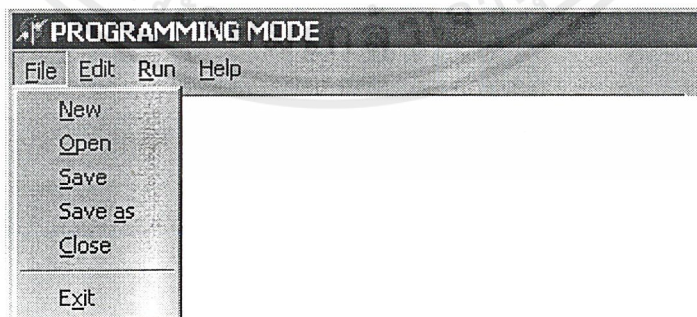 PROGRAMMING MODE
File Edit Run Help
New
Open
Save
Save as
Close
Exit